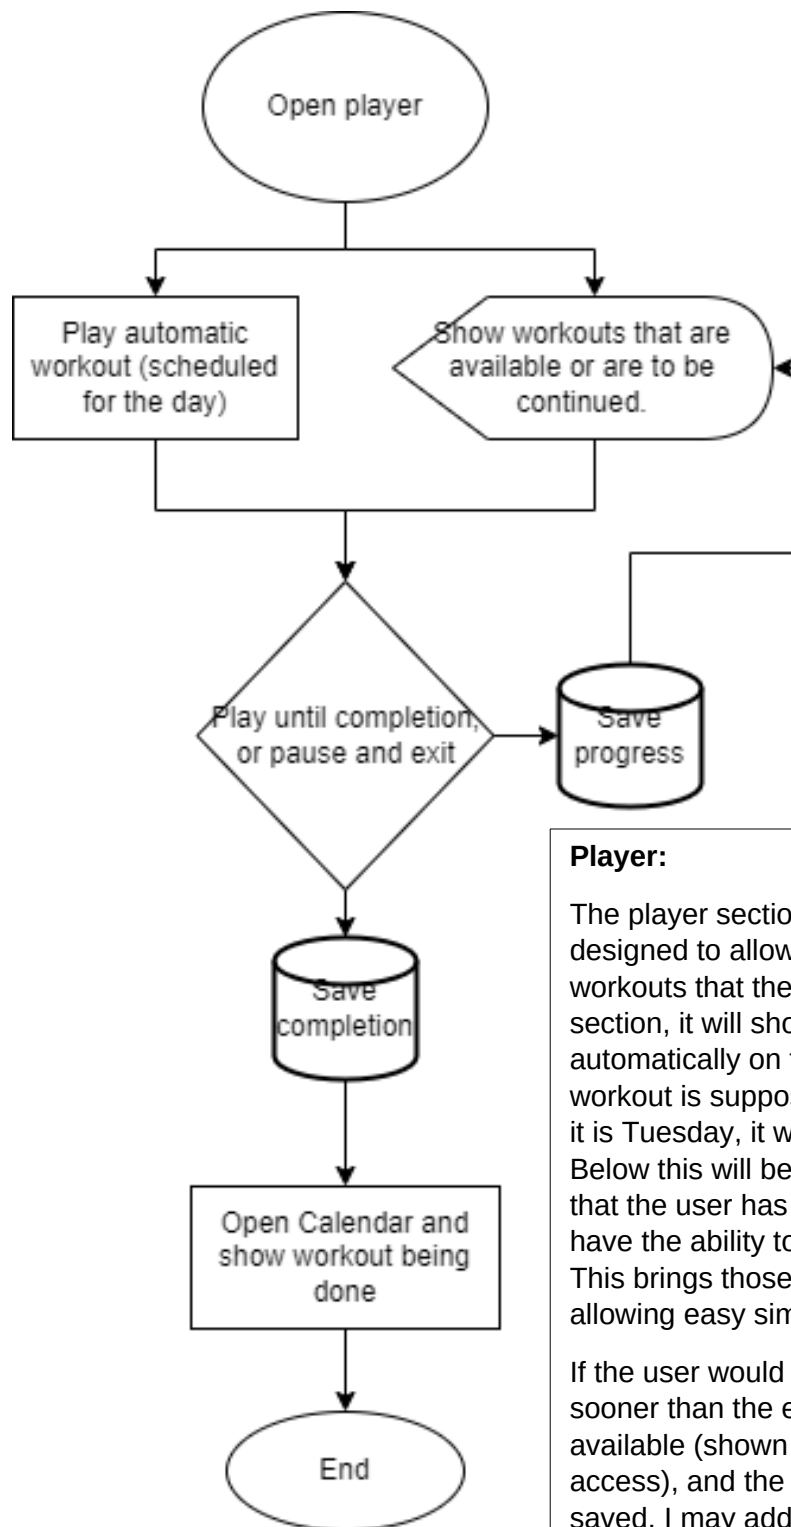 Open player
Play automatic
workout (scheduled
for the day)
Show workouts that are
available or are to be
continued.
Play until completion,
or pause and exit
Save
progress
Save
completion
Open Calendar and
show workout being
done
End
Player:
The player sectio
designed to allow
workouts that the
section, it will sho
automatically on
workout is suppo
it is Tuesday, it w
Below this will be
that the user has
have the ability to
This brings those
allowing easy sim
If the user would
sooner than the e
available (shown
access), and the
saved. I may add